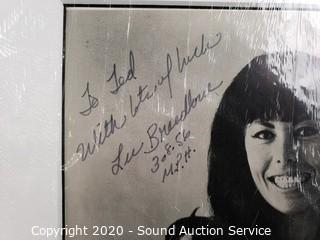 To Ted
With lots of luck
Lee Breedlove
308.56
M.P.H.
Copyright 2020 - Sound Auction Service